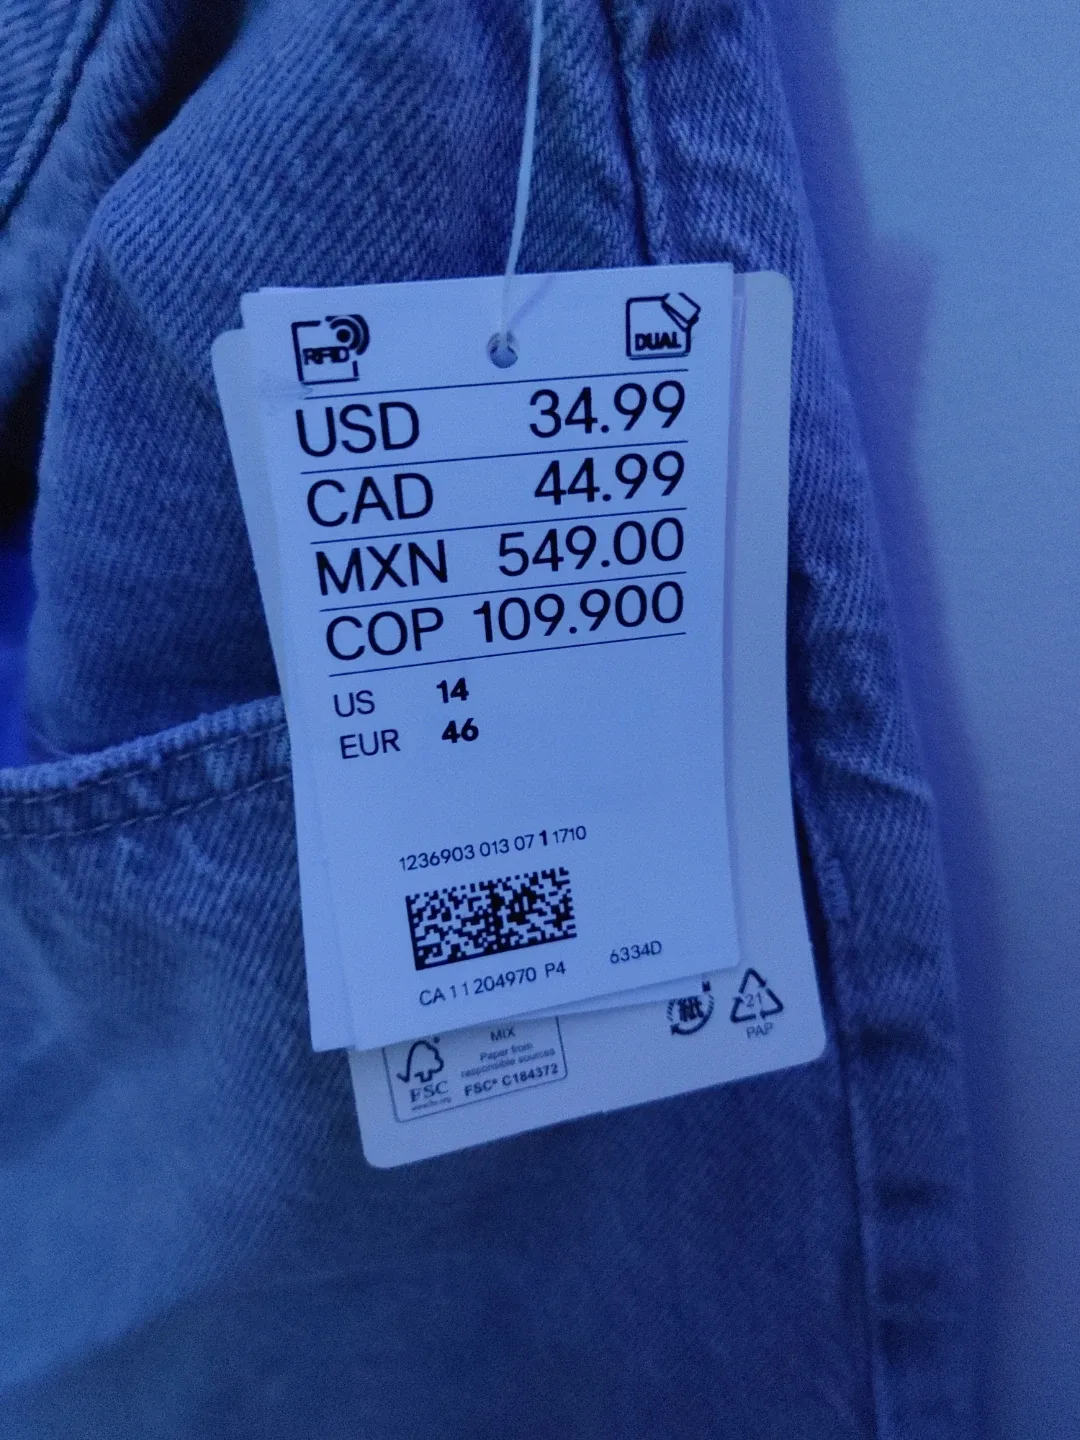 RFID
DUAL
USD 34.99
CAD 44.99
MXN 549.00
COP 109.900
US 14
EUR 46
1236903 013 07 1 1710
CA 11 204970 P4 6334D
MIX
Paper from
responsible sources
FSC® C184372
FSC
21
PAP